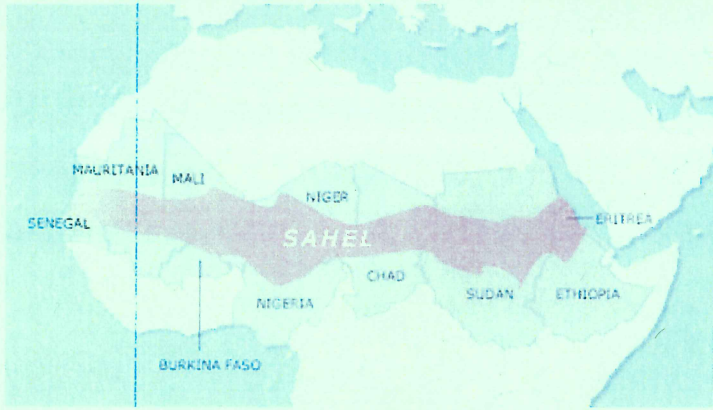 MAURITANIA
MALI
NIGER
SENEGAL
ERITREA
SAHEL
CHAD
NIGERIA
SUDAN
ETHIOPIA
BURKINA FASO